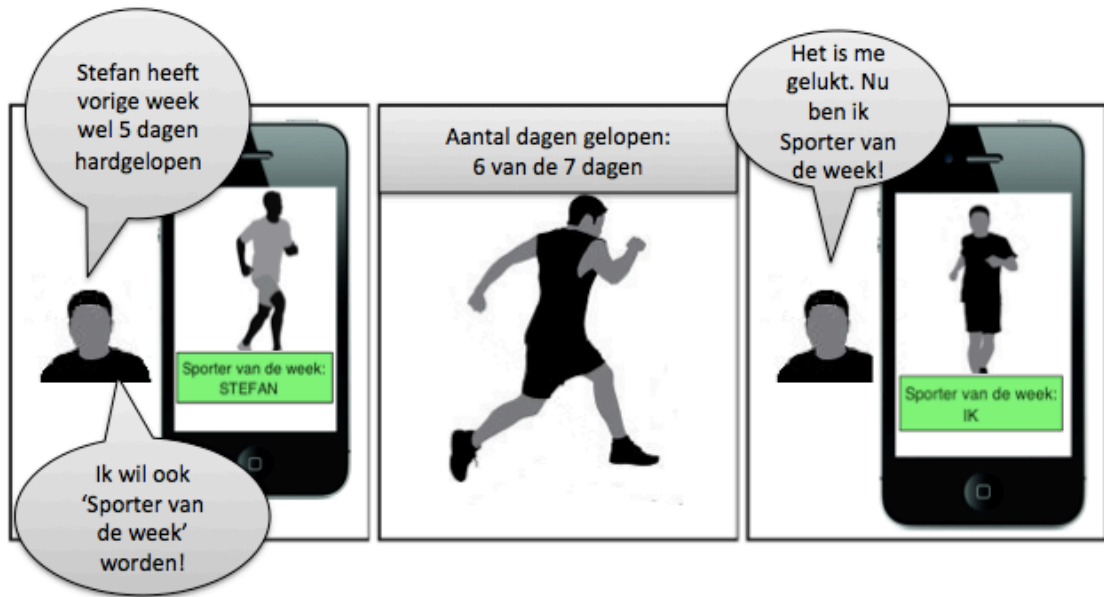 Stefan heeft
vorige week
wel 5 dagen
hardgelopen
Sporter van de week:
STEFAN
Ik wil ook
‘Sporter van
de week’
worden!
Aantal dagen gelopen:
6 van de 7 dagen
Het is me
gelukt. Nu
ben ik
Sporter van
de week!
Sporter van de week:
IK